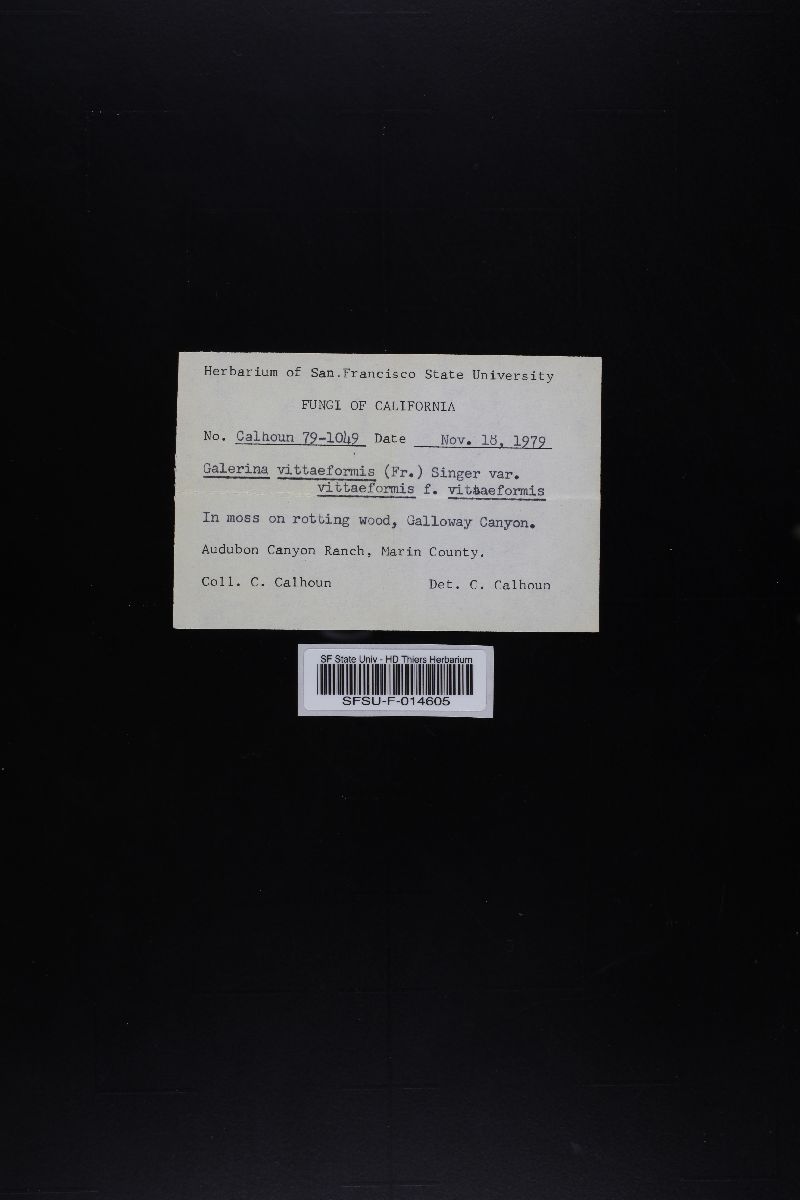 Herbarium of San.Francisco State University
FUNGI OF CALIFORNIA
No. Calhoun 79-1049 Date Nov. 18, 1979
Galerina vittaeformis (Fr.) Singer var.
vittaeformis f. vittaeformis
In moss on rotting wood, Galloway Canyon.
Audubon Canyon Ranch, Marin County.
Coll. C. Calhoun Det. C. Calhoun
SF State Univ - HD Thiers Herbarium
SFSU-F-014605